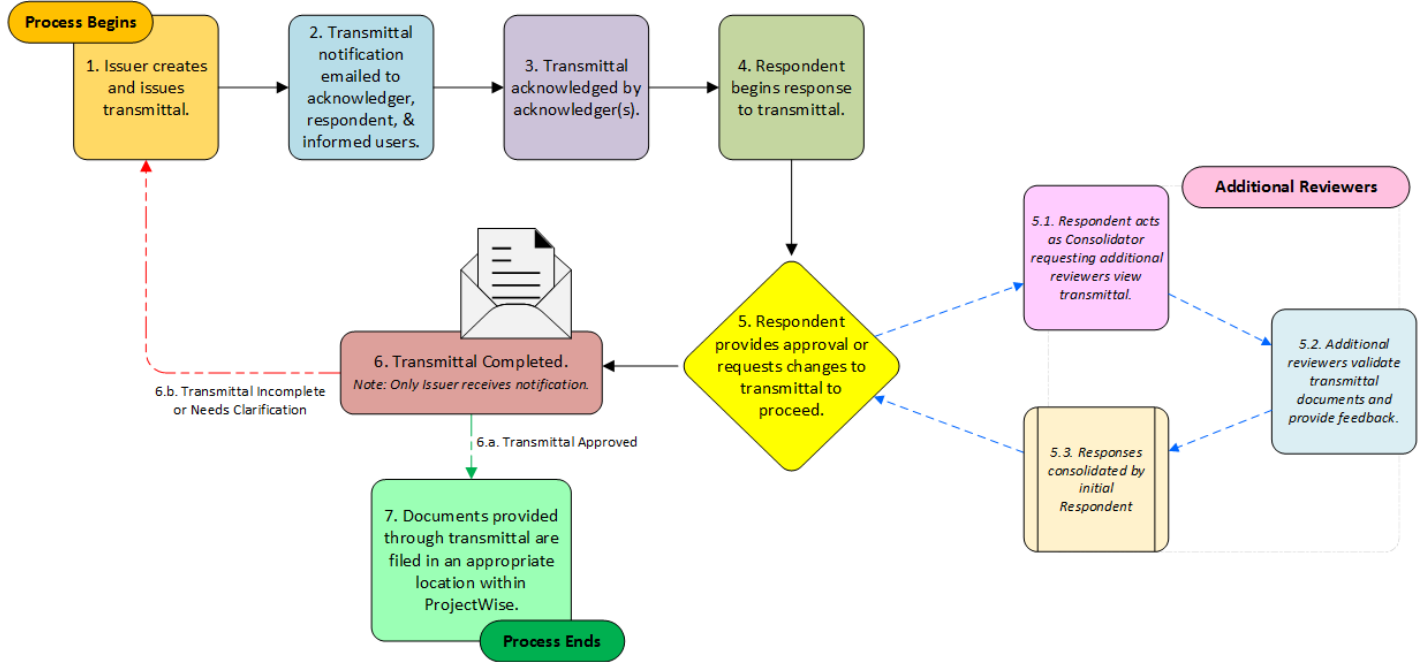 Process Begins
1. Issuer creates
and issues
transmittal.
2. Transmittal
notification
emailed to
acknowledger,
respondent, &
informed users.
3. Transmittal
acknowledged by
acknowledger(s).
4. Respondent
begins response
to transmittal.
Additional Reviewers
5.1. Respondent acts
as Consolidator
requesting additional
reviewers view
transmittal.
5. Respondent
provides approval or
requests changes to
transmittal to
proceed.
5.2. Additional
reviewers validate
transmittal
documents and
provide feedback.
5.3. Responses
consolidated by
initial
Respondent
6. Transmittal Completed.
Note: Only Issuer receives notification.
6.b. Transmittal Incomplete
or Needs Clarification
6.a. Transmittal Approved
7. Documents provided
through transmittal are
filed in an appropriate
location within
ProjectWise.
Process Ends